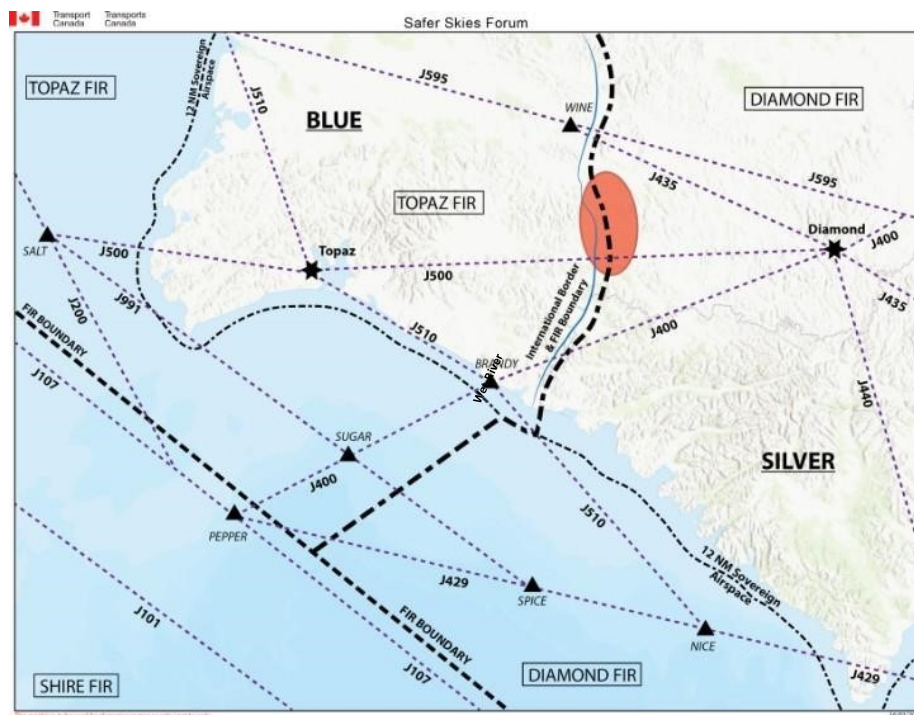 Transport
Canada
Transports
Canada
Safer Skies Forum
TOPAZ FIR
12 NM Sovereign
Airspace
J510
BLUE
J595
WINE
DIAMOND FIR
J435
J595
TOPAZ FIR
SALT
J500
Topaz
J500
Diamond
J400
J435
J200
J991
International Border
& FIR Boundary
J510
J400
FIR BOUNDARY
J107
BRANDY
Wet River
J440
SUGAR
J400
SILVER
PEPPER
J510
J429
SPICE
12 NM Sovereign
Airspace
J101
FIR BOUNDARY
NICE
J107
J429
SHIRE FIR
DIAMOND FIR